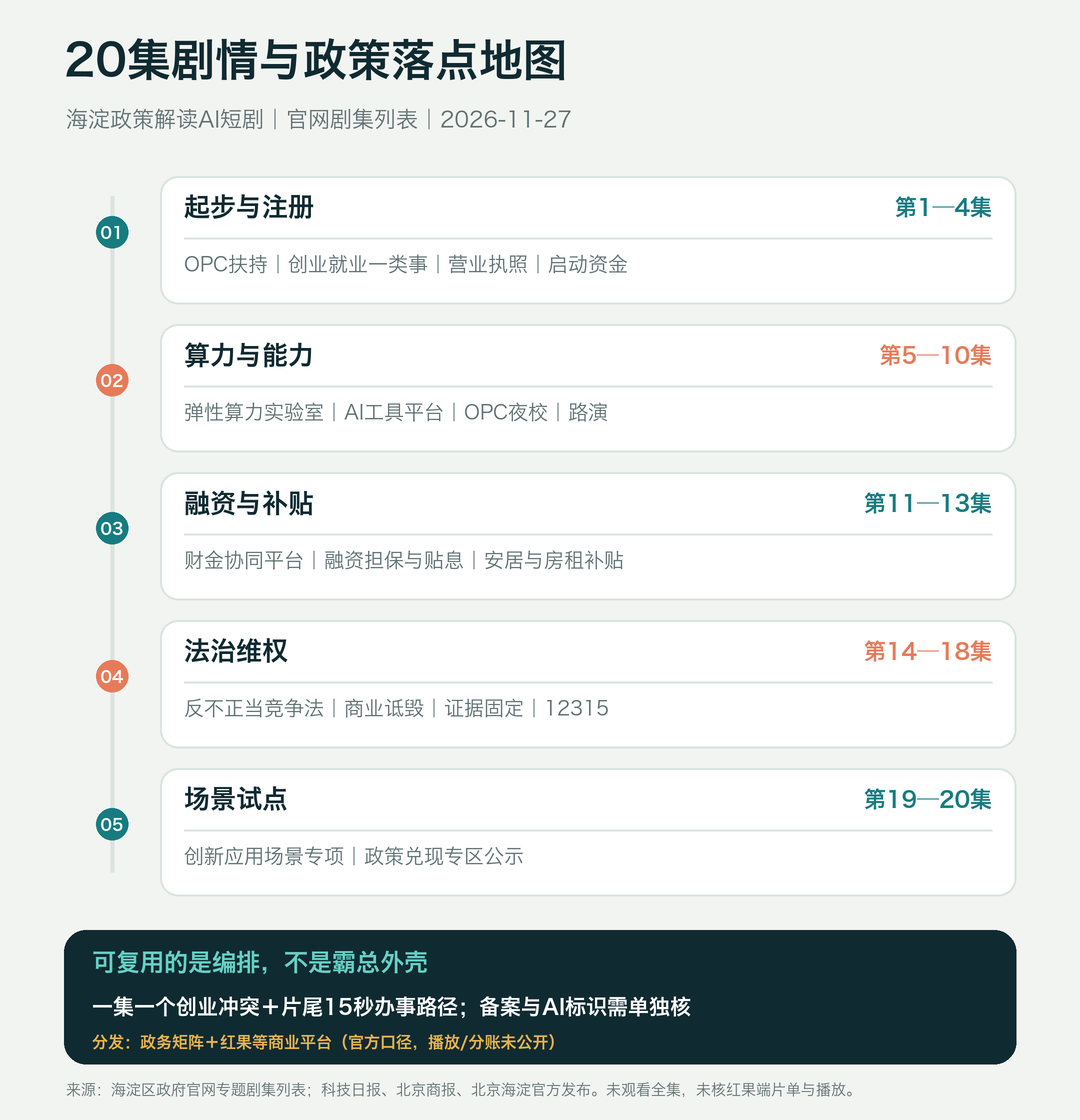 20集剧情与政策落点地图
海淀政策解读AI短剧｜官网剧集列表｜2026-11-27
01
起步与注册
第1—4集
OPC扶持｜创业就业一类事｜营业执照｜启动资金
02
算力与能力
第5—10集
弹性算力实验室｜AI工具平台｜OPC夜校｜路演
03
融资与补贴
第11—13集
财金协同平台｜融资担保与贴息｜安居与房租补贴
04
法治维权
第14—18集
反不正当竞争法｜商业诋毁｜证据固定｜12315
05
场景试点
第19—20集
创新应用场景专项｜政策兑现专区公示
可复用的是编排，不是霸总外壳
一集一个创业冲突＋片尾15秒办事路径；备案与AI标识需单独核
分发：政务矩阵＋红果等商业平台（官方口径，播放/分账未公开）
来源：海淀区政府官网专题剧集列表；科技日报、北京商报、北京海淀官方发布。未观看全集，未核红果端片单与播放。